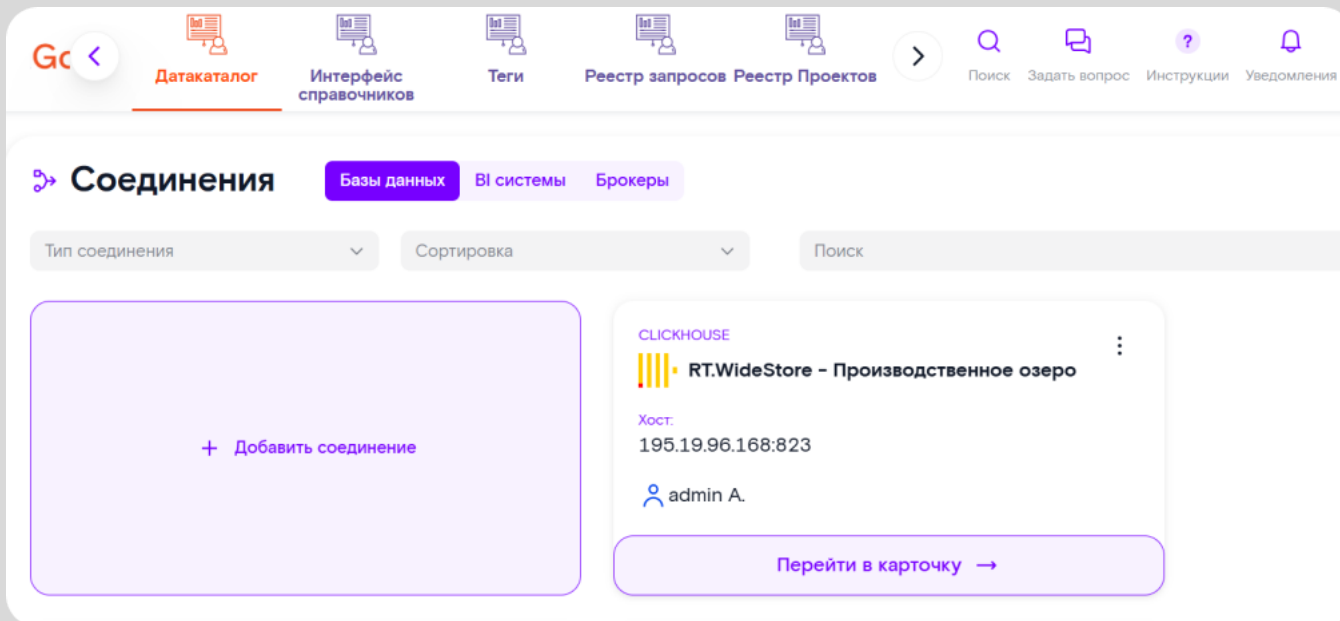 Датакаталог
Интерфейс
справочников
Теги
Реестр запросов
Реестр Проектов
Поиск
Задать вопрос
?
Инструкции
Уведомления
Соединения
Базы данных
BI системы
Брокеры
Тип соединения
Сортировка
Поиск
+ Добавить соединение
CLICKHOUSE
RT.WideStore – Производственное озеро
Хост:
195.19.96.168:823
admin A.
Перейти в карточку →